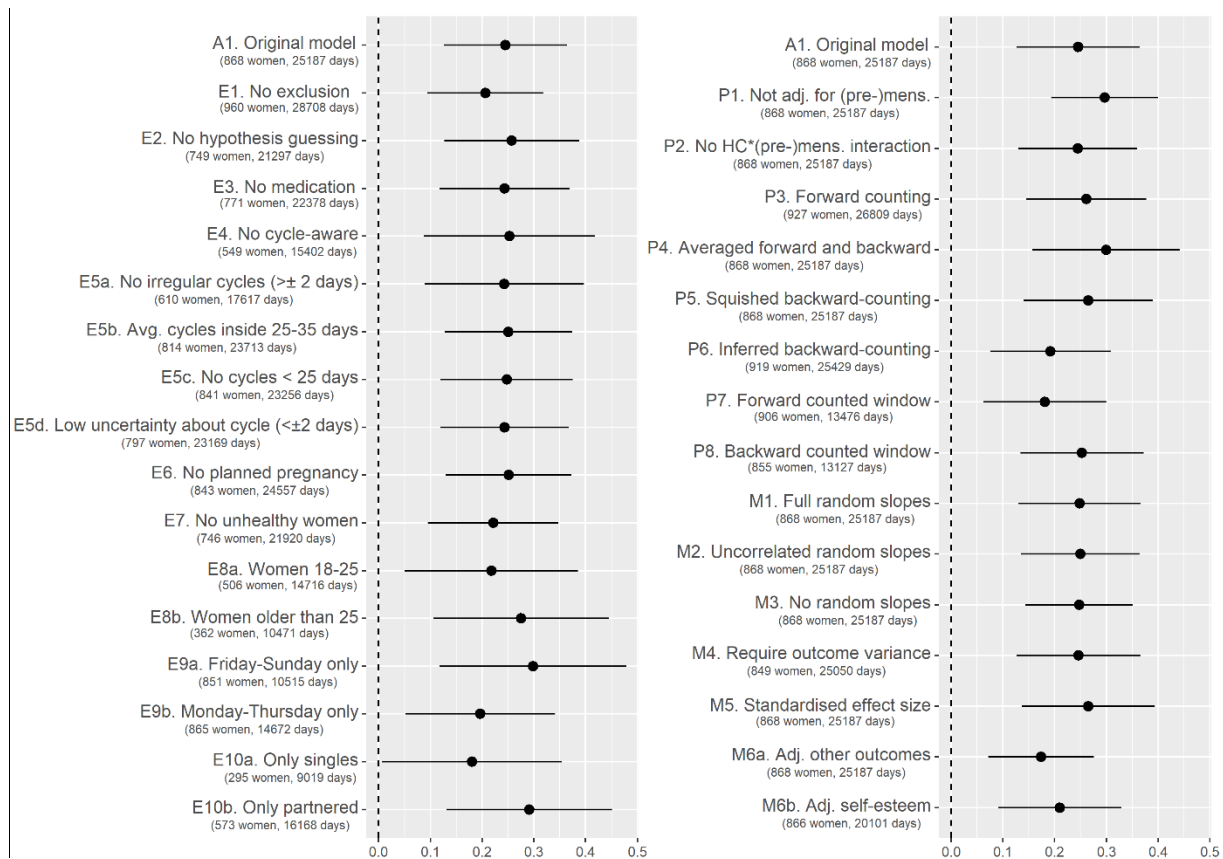 A1. Original model
(868 women, 25187 days)
E1. No exclusion
(960 women, 28708 days)
E2. No hypothesis guessing
(749 women, 21297 days)
E3. No medication
(771 women, 22378 days)
E4. No cycle-aware
(549 women, 15402 days)
E5a. No irregular cycles (>± 2 days)
(610 women, 17617 days)
E5b. Avg. cycles inside 25-35 days
(814 women, 23713 days)
E5c. No cycles < 25 days
(841 women, 23256 days)
E5d. Low uncertainty about cycle (<±2 days)
(797 women, 23169 days)
E6. No planned pregnancy
(843 women, 24557 days)
E7. No unhealthy women
(746 women, 21920 days)
E8a. Women 18-25
(506 women, 14716 days)
E8b. Women older than 25
(362 women, 10471 days)
E9a. Friday-Sunday only
(851 women, 10515 days)
E9b. Monday-Thursday only
(865 women, 14672 days)
E10a. Only singles
(295 women, 9019 days)
E10b. Only partnered
(573 women, 16168 days)
0.0 0.1 0.2 0.3 0.4 0.5
A1. Original model
(868 women, 25187 days)
P1. Not adj. for (pre-)mens.
(868 women, 25187 days)
P2. No HC*(pre-)mens. interaction
(868 women, 25187 days)
P3. Forward counting
(927 women, 26809 days)
P4. Averaged forward and backward
(868 women, 25187 days)
P5. Squished backward-counting
(868 women, 25187 days)
P6. Inferred backward-counting
(919 women, 25429 days)
P7. Forward counted window
(906 women, 13476 days)
P8. Backward counted window
(855 women, 13127 days)
M1. Full random slopes
(868 women, 25187 days)
M2. Uncorrelated random slopes
(868 women, 25187 days)
M3. No random slopes
(868 women, 25187 days)
M4. Require outcome variance
(849 women, 25050 days)
M5. Standardised effect size
(868 women, 25187 days)
M6a. Adj. other outcomes
(868 women, 25187 days)
M6b. Adj. self-esteem
(866 women, 20101 days)
0.0 0.1 0.2 0.3 0.4 0.5